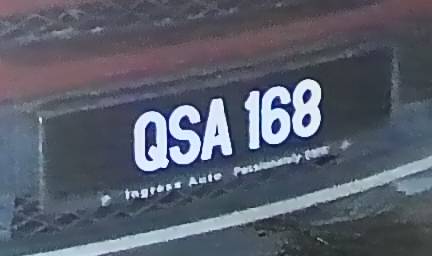 QSA 168
Ingress Auto Passionately